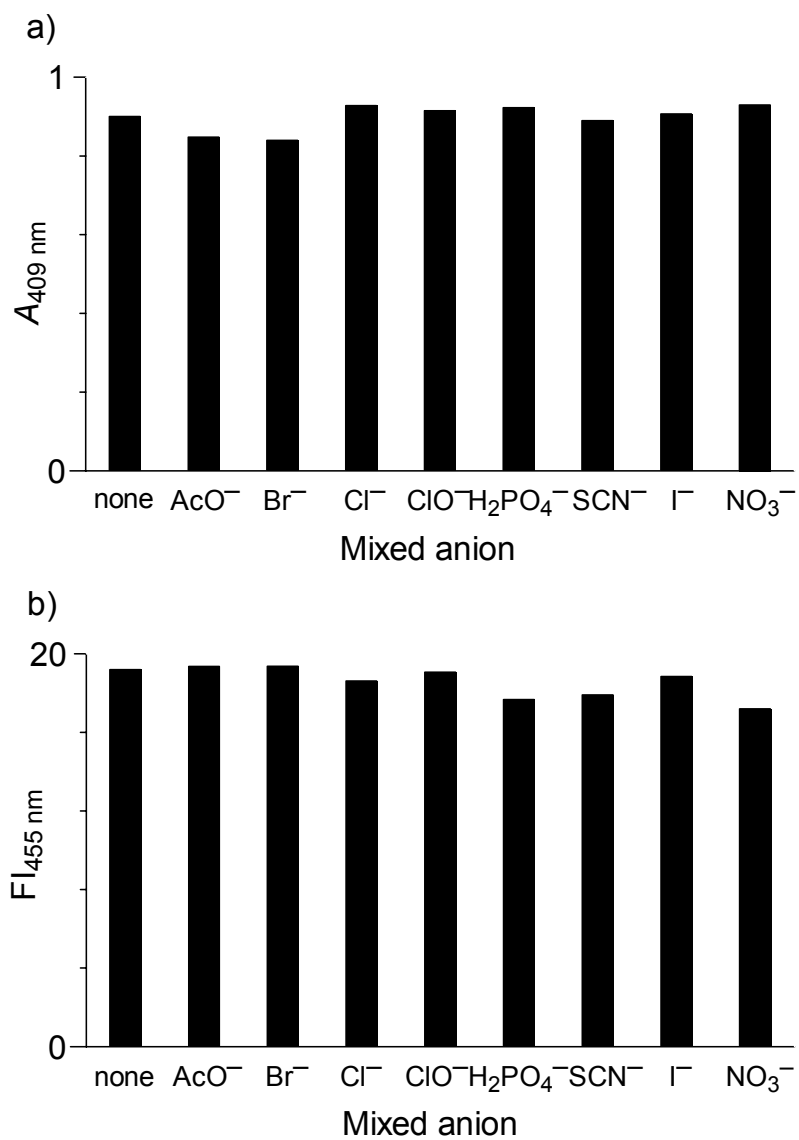 a)
1
A409 nm
0
none AcO⁻ Br⁻ Cl⁻ ClO⁻ H₂PO₄⁻ SCN⁻ I⁻ NO₃⁻
Mixed anion
b)
20
FI455 nm
0
none AcO⁻ Br⁻ Cl⁻ ClO⁻ H₂PO₄⁻ SCN⁻ I⁻ NO₃⁻
Mixed anion